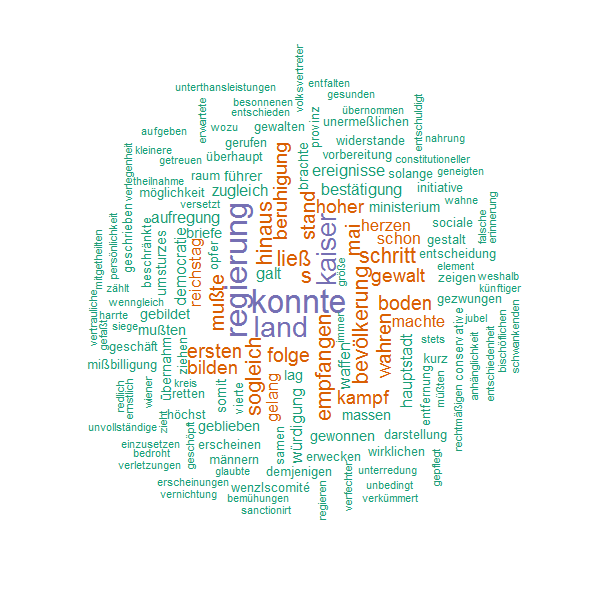 volksvertreter
unterthansleistungen
entfalten
gesunden
besonnenen
entschieden
übernommen
erwartete
wozu
gewalten
provinz
unermeßlichen
entschuldigt
aufgeben
kleinere
gerufen
widerstande
nahrung
verlegenheit
getreuen
überhaupt
beruhigung
brachte
vorbereitung
constitutioneller
theilnahme
raum
führer
ereignisse
solange
geneigten
möglichkeit
zugleich
bestätigung
initiative
versetzt
wahne
mitgetheilten
persönlichkeit
geschrieben
beschränkte
aufregung
regierung
hinaus
stand
hoher
ministerium
erinnerung
falsche
umsturzes
democratie
briefe
opfer
kaiser
mai
herzen
sociale
reichstag
schon
gestalt
ließ
schritt
entscheidung
galt
s
größe
gewalt
element
zeigen
weshalb
künftiger
vertrauliche
gefaßt
zählt
wenngleich
mußte
konnte
bevölkerung
boden
gezwungen
harrte
gebildet
land
immer
machte
jubel
siege
mußten
wahren
stets
schwankenden
bischöflichen
geschäft
ziehen
ersten
sogleich
folge
empfangen
waffen
hauptstadt
kurz
conservative
entschiedenheit
anhänglichkeit
rechtmäßigen
mißbilligung
übernahm
bilden
lag
müßten
entfernung
redlich
ernstlich
wiener
kreis
retten
somit
vierte
gelang
würdigung
kampf
zieht
höchst
massen
unvollständige
geblieben
samen
gewonnen
darstellung
einzusetzen
geschöpft
erscheinen
wirklichen
bedroht
männern
erwecken
verletzungen
glaubte
demjenigen
unterredung
gepflegt
erscheinungen
wenzlscomité
verfechter
unbedingt
vernichtung
bemühungen
regieren
verkümmert
sanctionirt